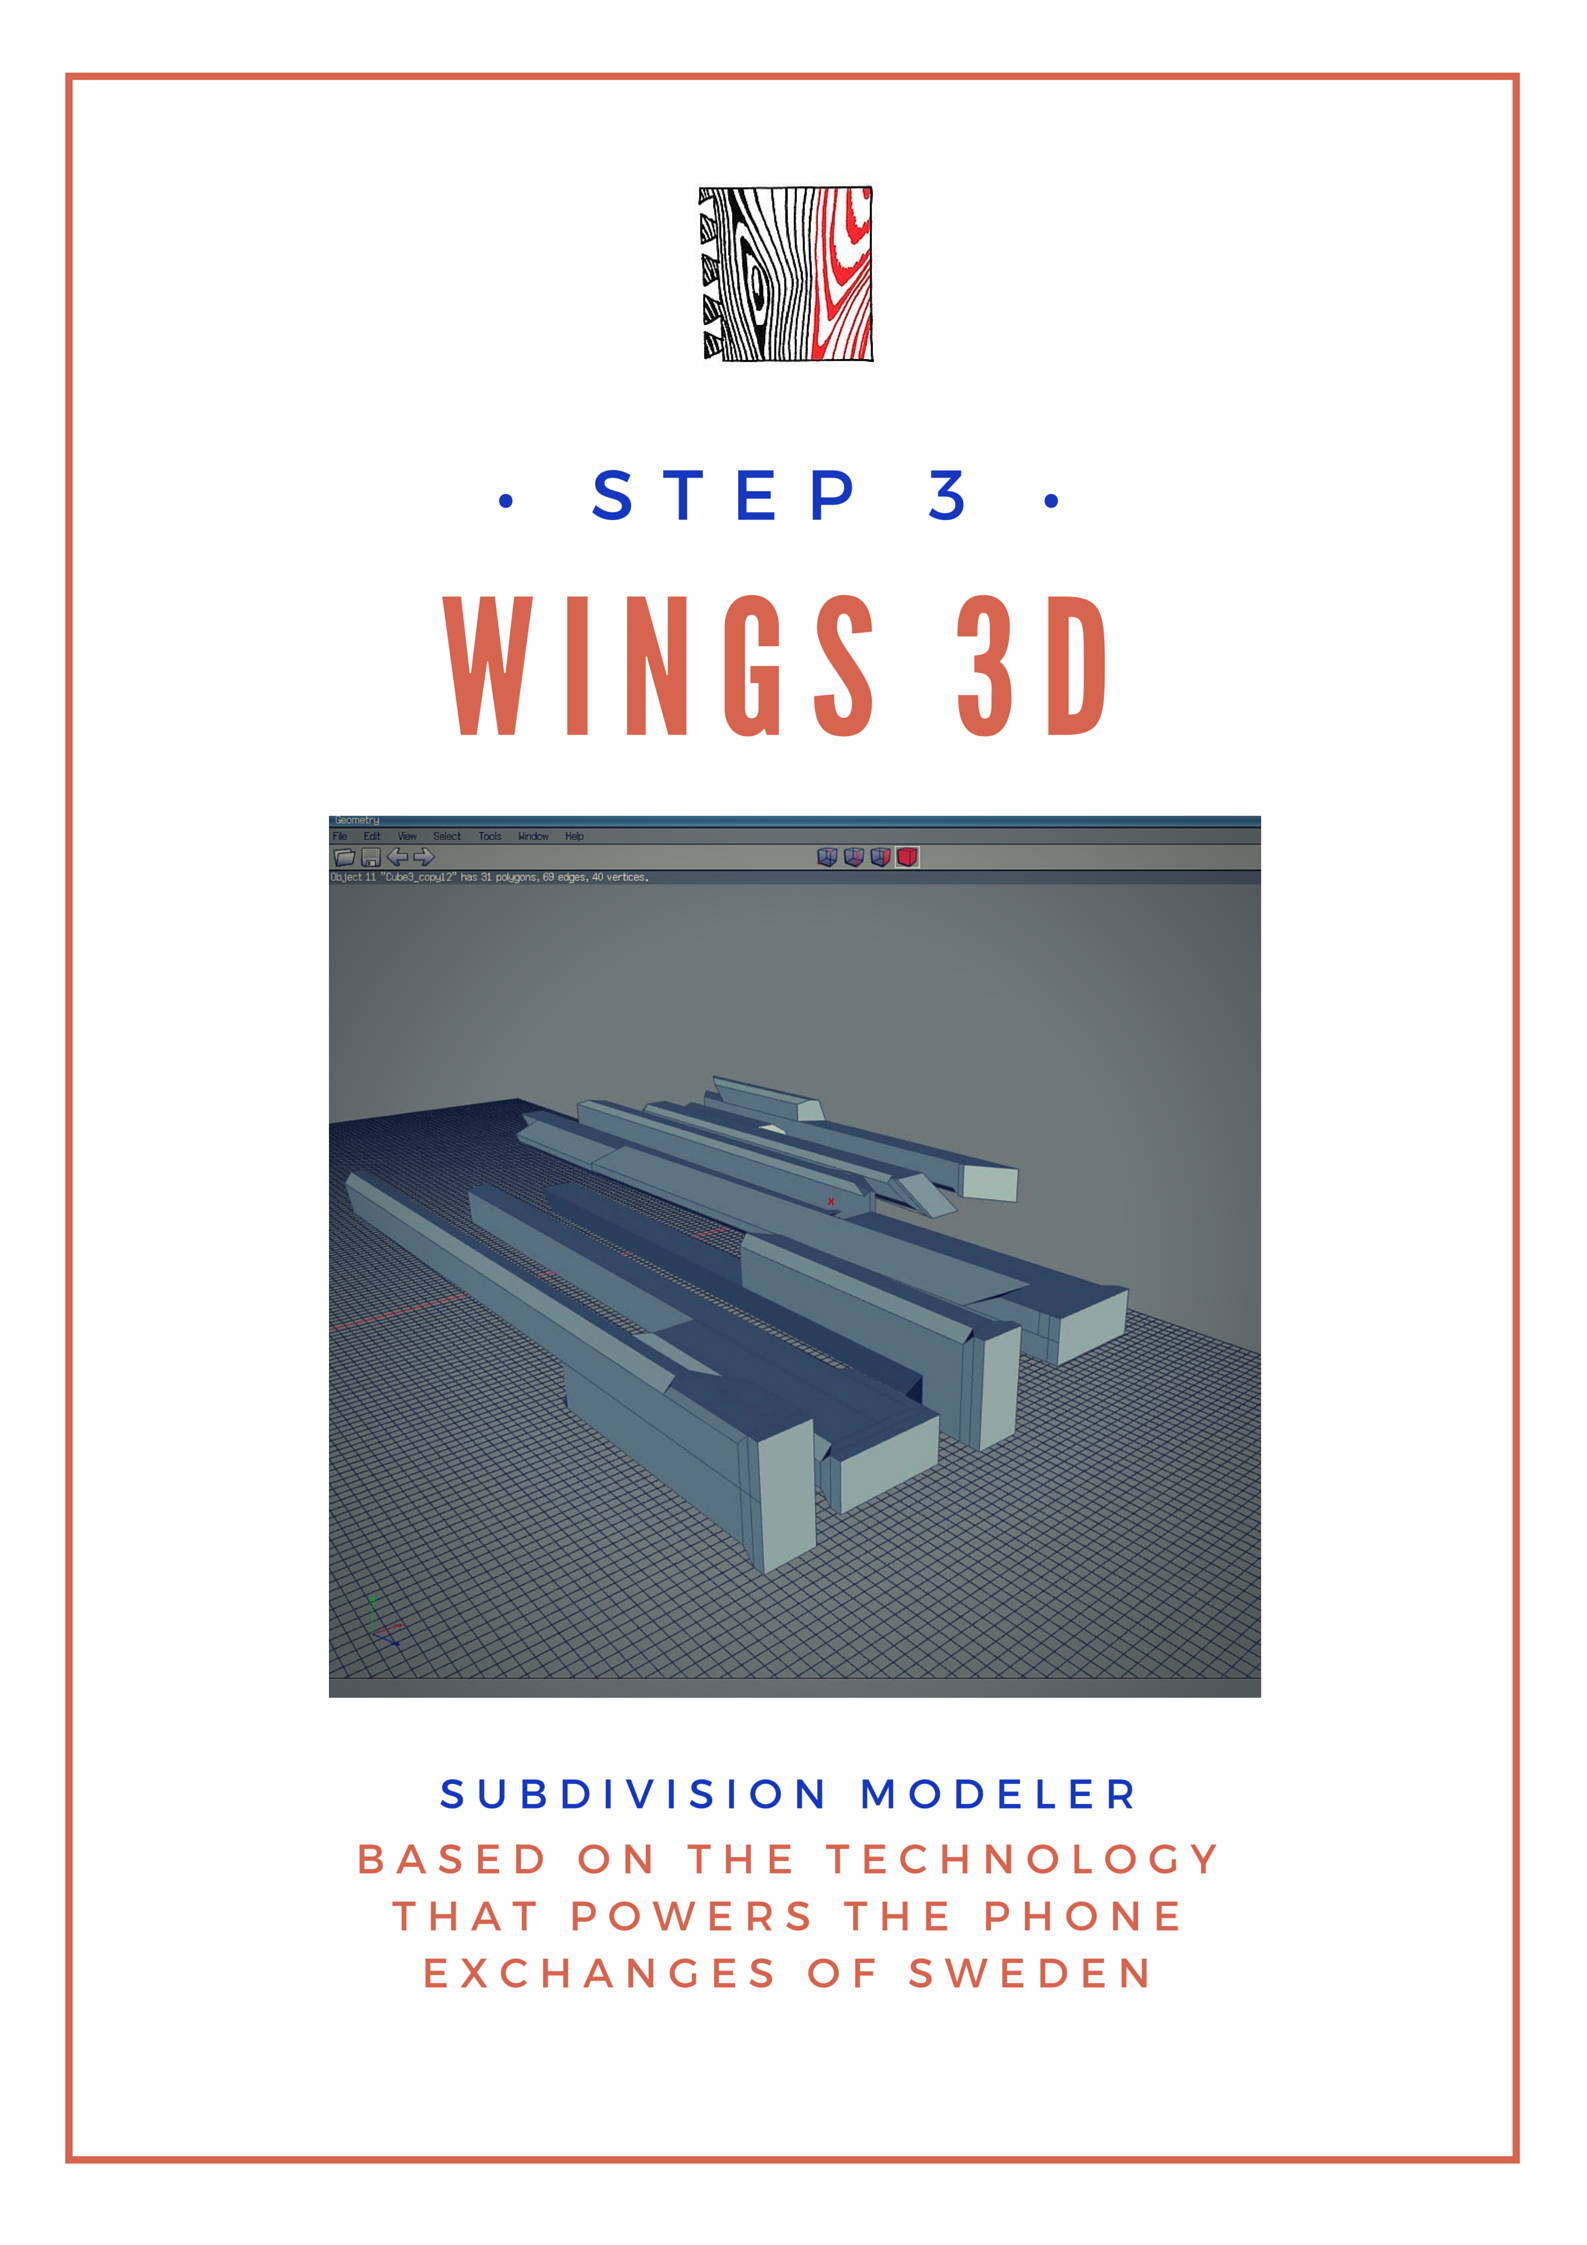 • STEP 3 •
WINGS 3D
Geometry
File Edit View Select Tools Window Help
Object 11 "Cube3_copy12" has 31 polygons, 69 edges, 40 vertices.
SUBDIVISION MODELER
BASED ON THE TECHNOLOGY
THAT POWERS THE PHONE
EXCHANGES OF SWEDEN